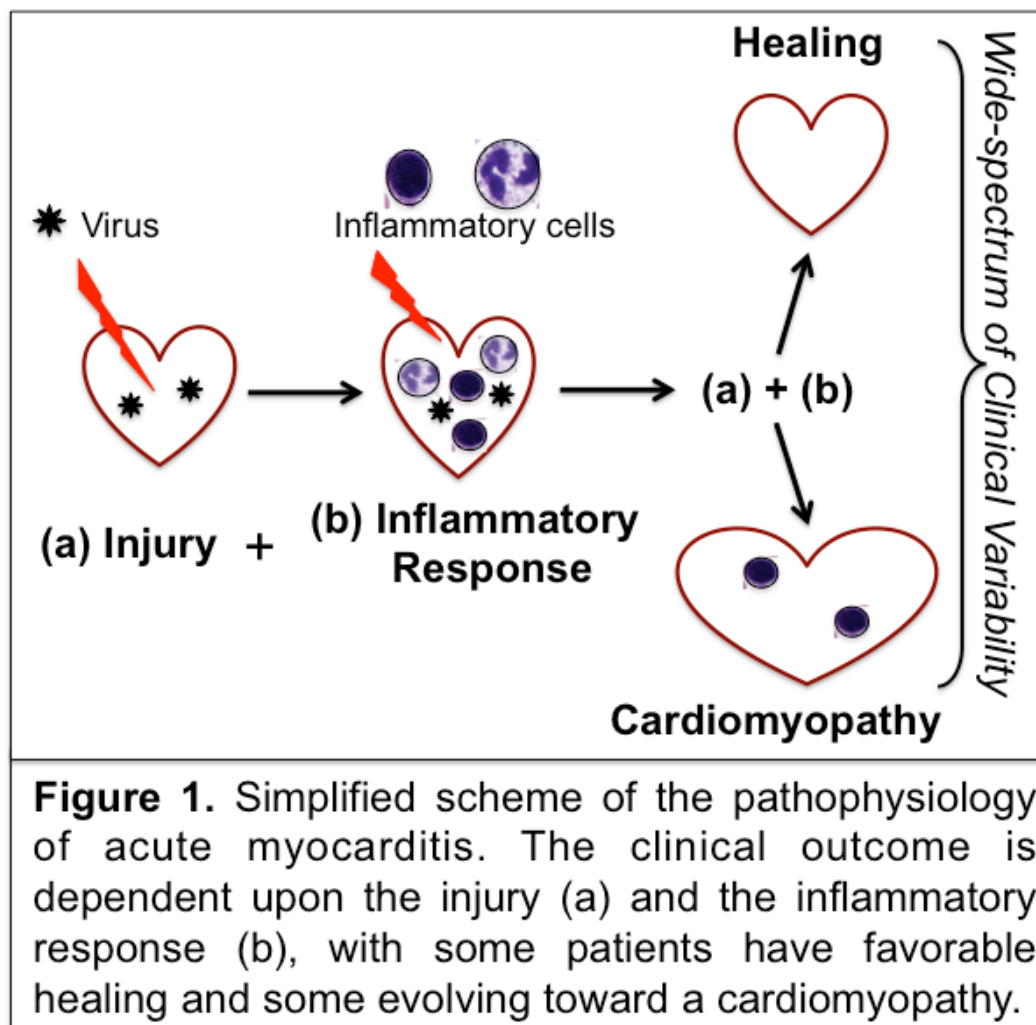 Healing
Virus
Inflammatory cells
(a) Injury +
(b) Inflammatory
Response
(a) + (b)
Cardiomyopathy
Wide-spectrum of Clinical Variability
Figure 1. Simplified scheme of the pathophysiology
of acute myocarditis. The clinical outcome is
dependent upon the injury (a) and the inflammatory
response (b), with some patients have favorable
healing and some evolving toward a cardiomyopathy.